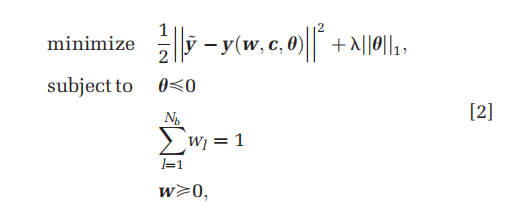 minimize 1/2 ||ỹ − y(w, c, θ)||² + λ||θ||₁,
subject to θ⩽0
[2]
∑_{l=1}^{N_b} w_l = 1
w⩾0,